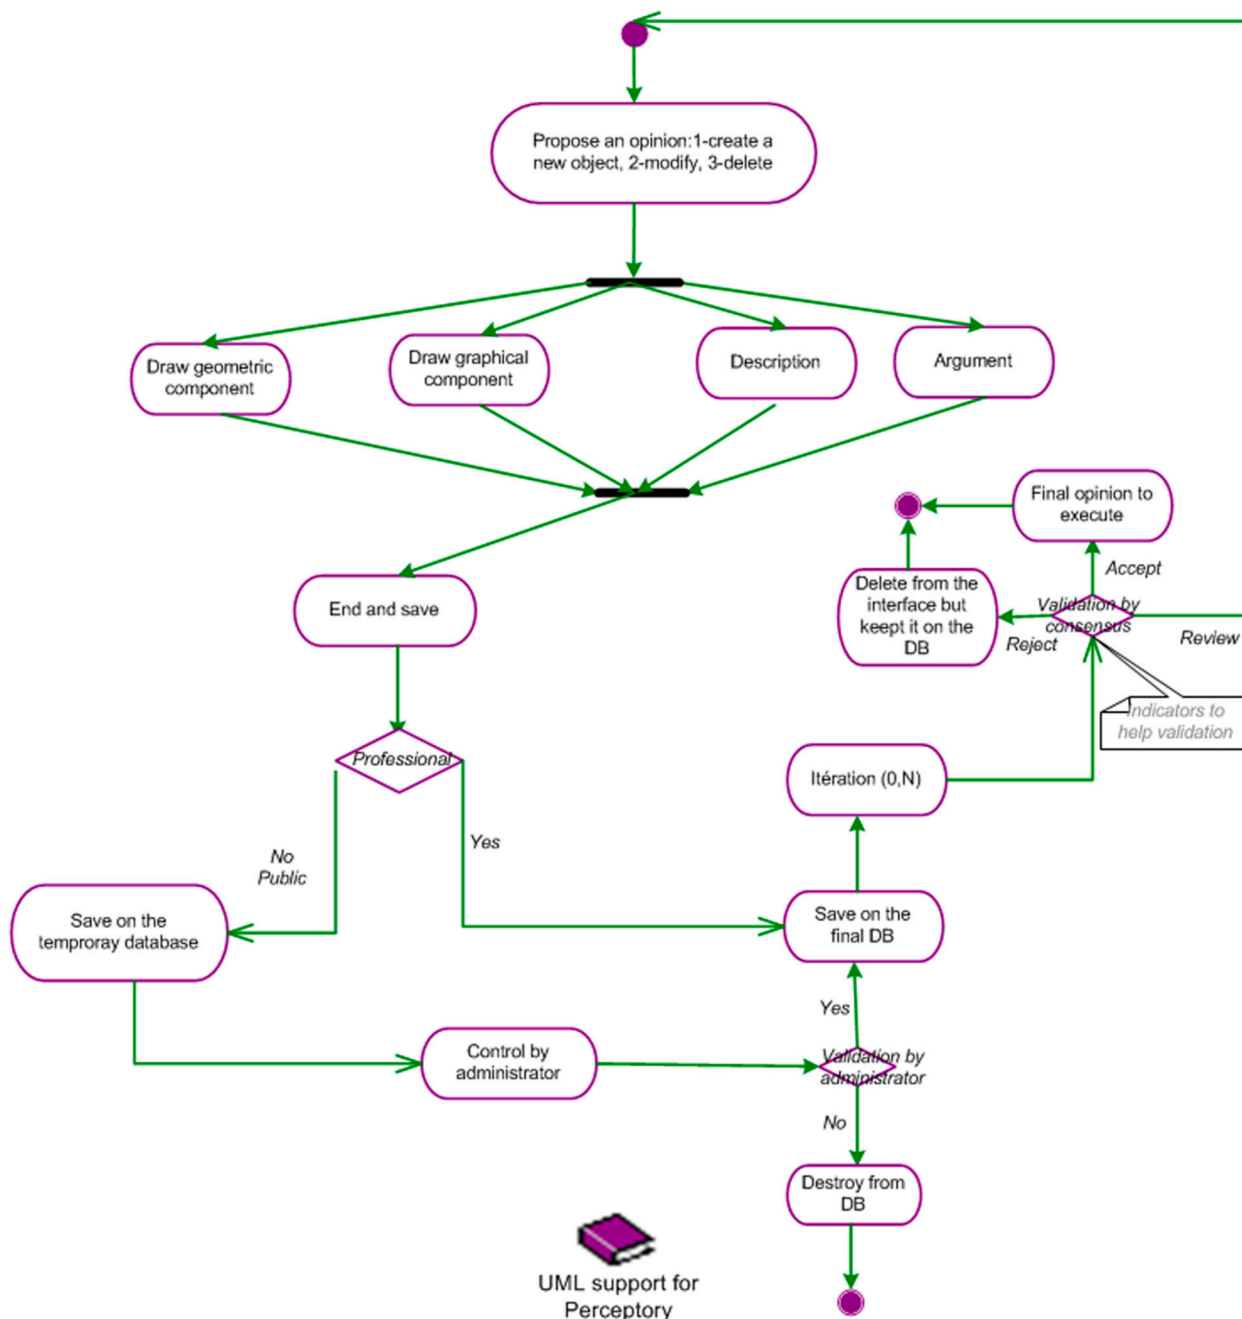 Propose an opinion:1-create a
new object, 2-modify, 3-delete
Draw geometric
component
Draw graphical
component
Description
Argument
Final opinion to
execute
Accept
Delete from the
interface but
keept it on the
DB
Validation by
consensus
Reject
Review
Indicators to
help validation
End and save
Professional
Itération (0,N)
Yes
No
Public
Save on the
temproray database
Save on the
final DB
Yes
Control by
administrator
Validation by
administrator
No
Destroy from
DB
UML support for
Perceptory